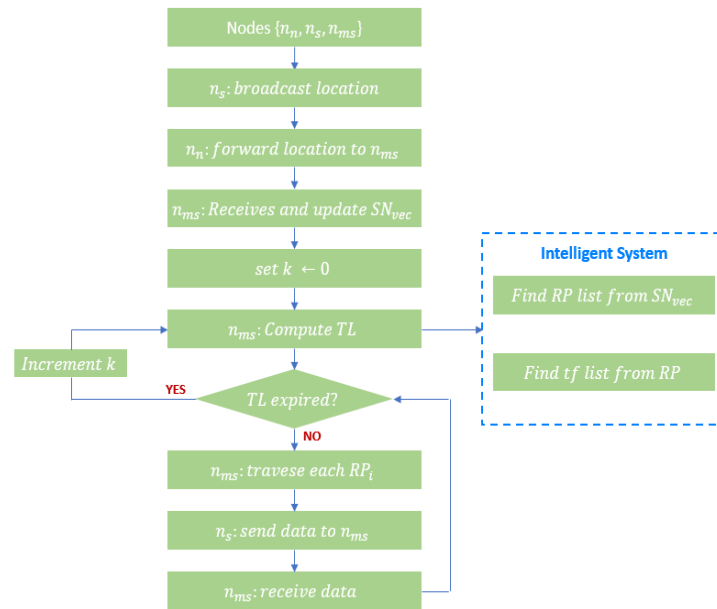 Nodes {n_n, n_s, n_ms}
n_s: broadcast location
n_n: forward location to n_ms
n_ms: Receives and update SN_vec
set k ← 0
n_ms: Compute TL
Increment k
YES
TL expired?
NO
n_ms: travese each RP_i
n_s: send data to n_ms
n_ms: receive data
Intelligent System
Find RP list from SN_vec
Find tf list from RP